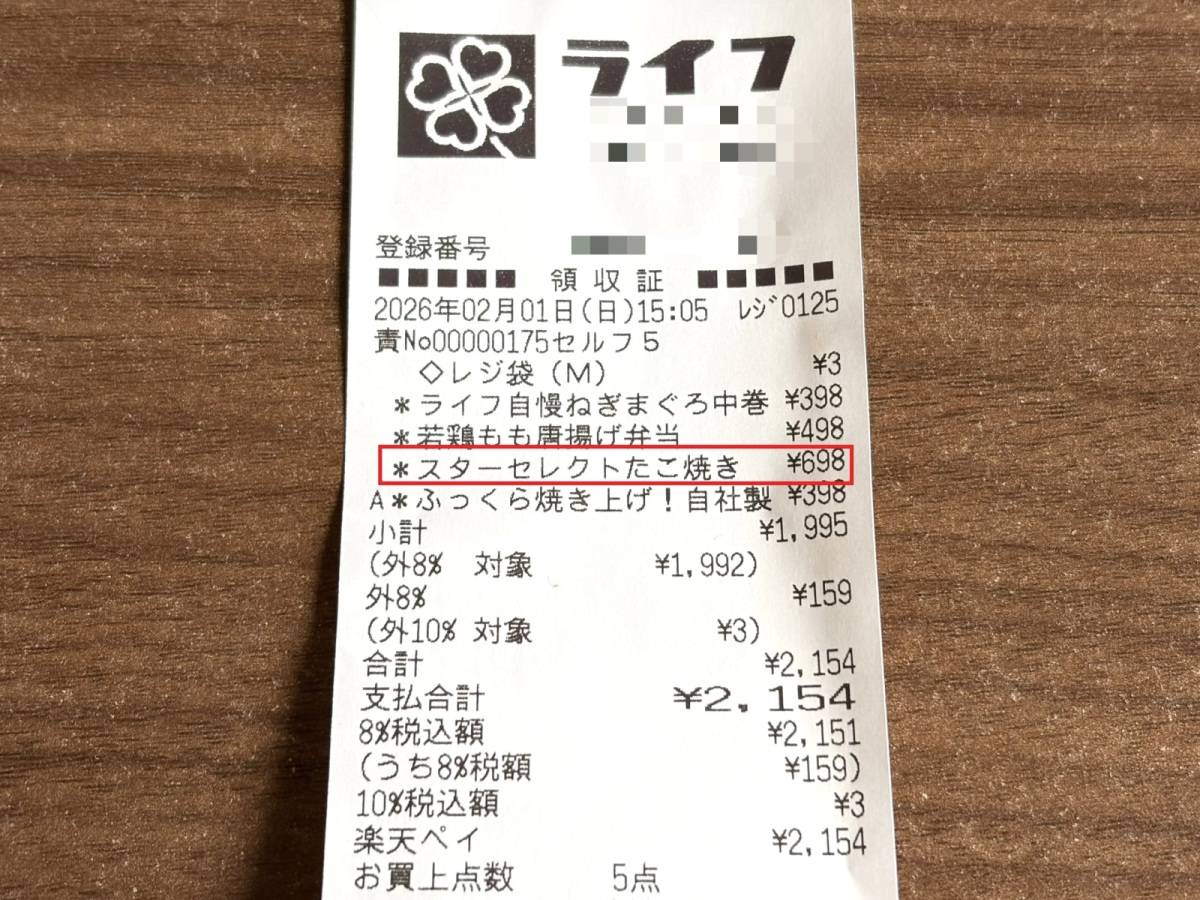 ライフ
登録番号
■■■■■ 領収証 ■■■■■
2026年02月01日(日)15:05 ﾚｼﾞ0125
責No00000175セルフ5
◇レジ袋(M) ¥3
*ライフ自慢ねぎまぐろ中巻 ¥398
*若鶏もも唐揚げ弁当 ¥498
*スターセレクトたこ焼き ¥698
A*ふっくら焼き上げ!自社製 ¥398
小計 ¥1,995
(外8% 対象 ¥1,992)
外8% ¥159
(外10% 対象 ¥3)
合計 ¥2,154
支払合計 ¥2,154
8%税込額 ¥2,151
(うち8%税額 ¥159)
10%税込額 ¥3
楽天ペイ ¥2,154
お買上点数 5点